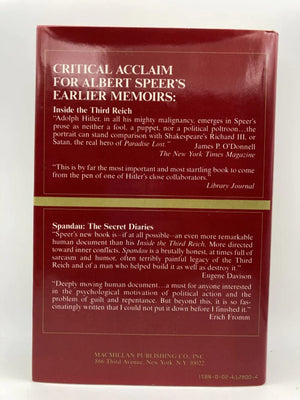 CRITICAL ACCLAIM
FOR ALBERT SPEER'S
EARLIER MEMOIRS:
Inside the Third Reich
"Adolph Hitler, in all his mighty malignancy, emerges in Speer's
prose as neither a fool, a puppet, nor a political poltroon...the
portrait can stand comparison with Shakespeare's Richard III, or
Satan, the real hero of Paradise Lost."
James P. O'Donnell
The New York Times Magazine
"This is by far the most important and most startling book to come
from the pen of one of Hitler's close collaborators."
Library Journal
Spandau: The Secret Diaries
"Speer's new book is—if at all possible—an even more remarkable
human document than his Inside the Third Reich. More directed
toward inner conflicts, Spandau is a brutally honest, at times full of
sarcasm and humor, often terribly painful legacy of the Third
Reich and of a man who helped build it as well as destroy it."
Eugene Davison
"Deeply moving human document...a must for anyone interested
in the psychological motivation of political action and the
problem of guilt and repentance. But beyond this, it is so fas-
cinatingly written that I could not put it down before I finished it."
Erich Fromm
MACMILLAN PUBLISHING CO., INC.
866 Third Avenue, New York, N.Y. 10022